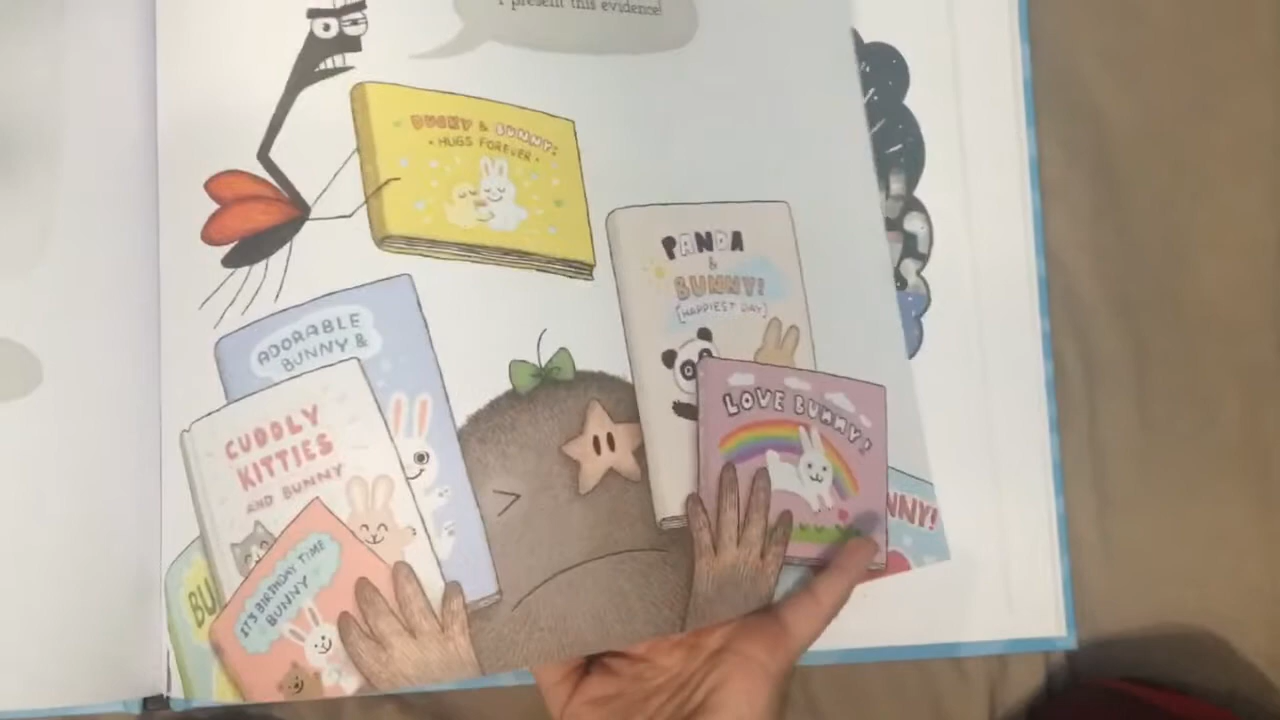 I present this evidence!
DUCKY & BUNNY:
• HUGS FOREVER •
PANDA
&
BUNNY!
[HAPPIEST DAY]
ADORABLE
BUNNY &
LOVE BUNNY!
CUDDLY
KITTIES
AND BUNNY
NNY!
IT'S BIRTHDAY TIME
BUNNY
BU